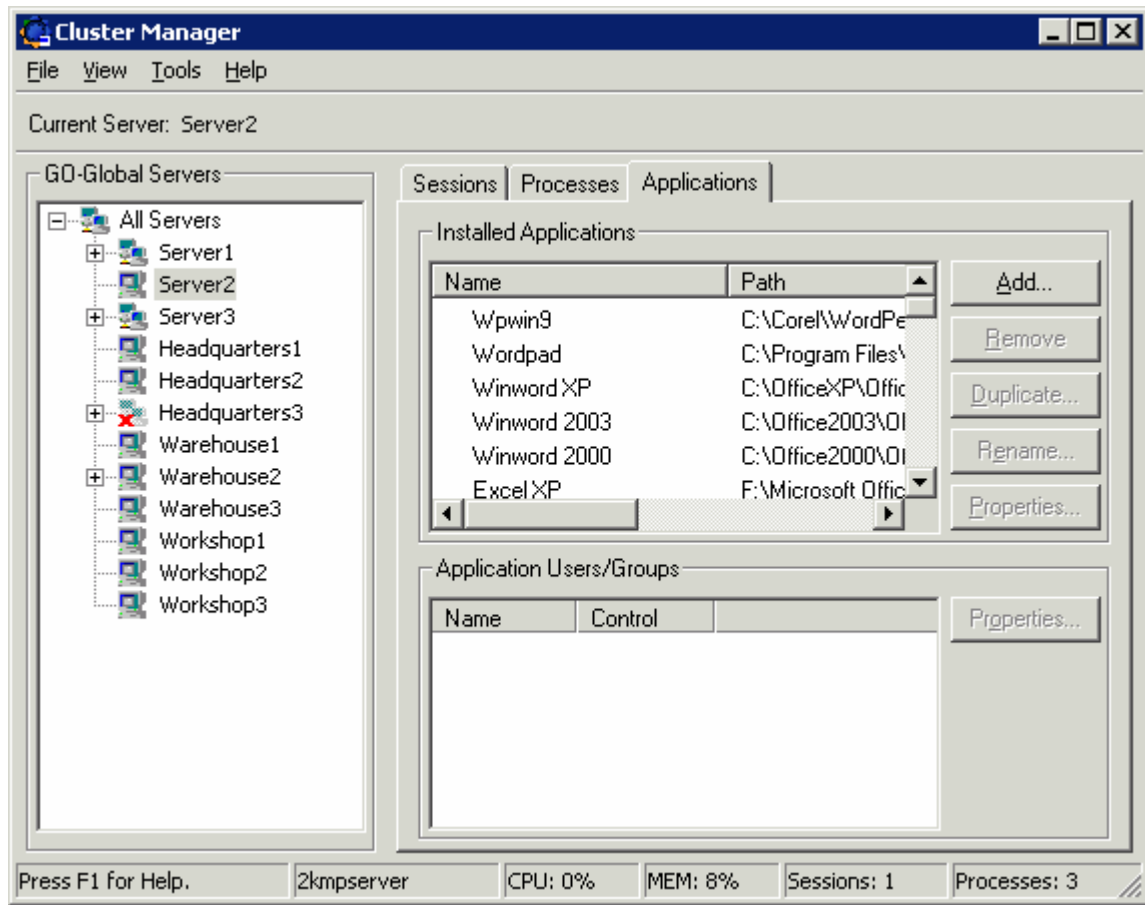 Cluster Manager
File View Tools Help
Current Server: Server2
GO-Global Servers
All Servers
Server1
Server2
Server3
Headquarters1
Headquarters2
Headquarters3
Warehouse1
Warehouse2
Warehouse3
Workshop1
Workshop2
Workshop3
Sessions Processes Applications
Installed Applications
Name Path
Wpwin9 C:\Corel\WordPe
Wordpad C:\Program Files\
Winword XP C:\OfficeXP\Offic
Winword 2003 C:\Office2003\O
Winword 2000 C:\Office2000\O
Excel XP F:\Microsoft Offic
Add...
Remove
Duplicate...
Rename...
Properties...
Application Users/Groups
Name Control
Properties...
Press F1 for Help. 2kmpserver CPU: 0% MEM: 8% Sessions: 1 Processes: 3